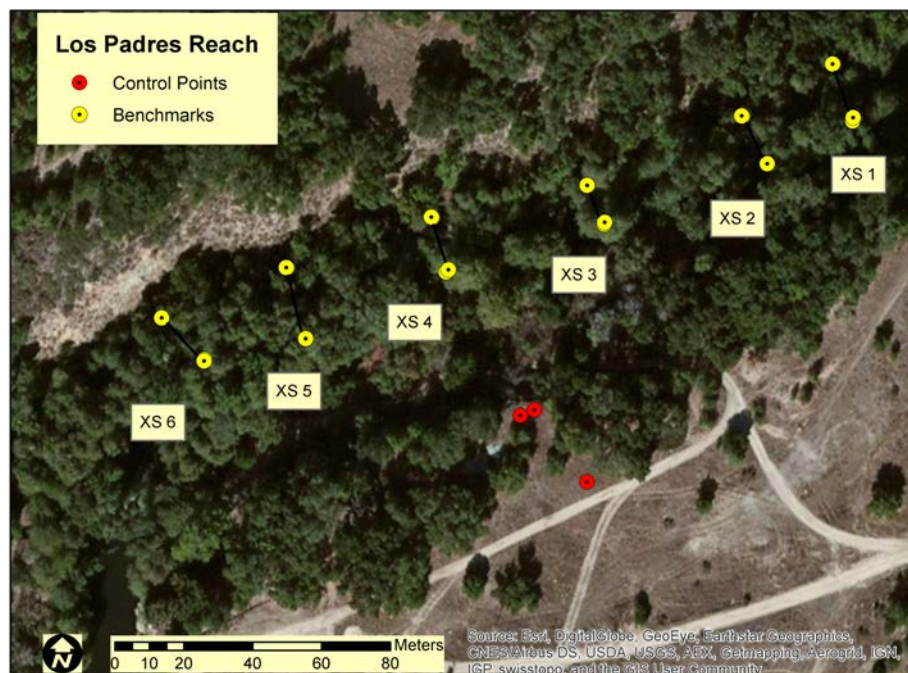 Los Padres Reach
Control Points
Benchmarks
XS 1
XS 2
XS 3
XS 4
XS 5
XS 6
N
Meters
0 10 20 40 60 80
Source: Esri, DigitalGlobe, GeoEye, Earthstar Geographics,
CNES/Airbus DS, USDA, USGS, AEX, Getmapping, Aerogrid, IGN,
IGP, swisstopo, and the GIS User Community